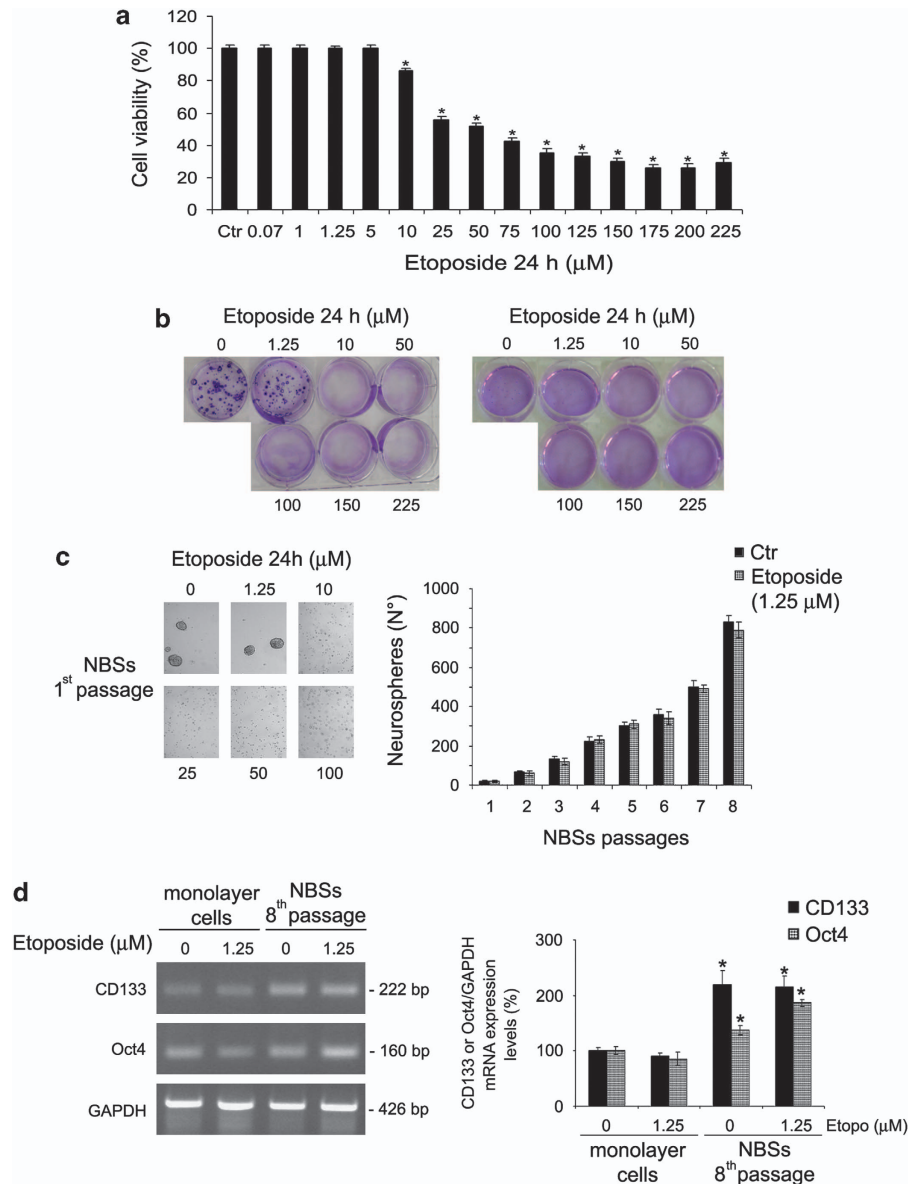 a
120
100
80
60
40
20
0
Cell viability (%)
* * * * * * * * * *
Ctr 0.07 1 1.25 5 10 25 50 75 100 125 150 175 200 225
Etoposide 24 h (μM)
b
Etoposide 24 h (μM)
0 1.25 10 50
100 150 225
Etoposide 24 h (μM)
0 1.25 10 50
100 150 225
c
Etoposide 24h (μM)
0 1.25 10
NBSs
1st passage
25 50 100
Ctr
Etoposide
(1.25 μM)
1000
800
600
400
200
0
Neurospheres (N°)
1 2 3 4 5 6 7 8
NBSs passages
d
monolayer
cells
NBSs
8th passage
Etoposide (μM) 0 1.25 0 1.25
CD133 - 222 bp
Oct4 - 160 bp
GAPDH - 426 bp
CD133
Oct4
300
200
100
0
CD133 or Oct4/GAPDH
mRNA expression
levels (%)
* * * *
0 1.25 0 1.25 Etopo (μM)
monolayer
cells
NBSs
8th passage